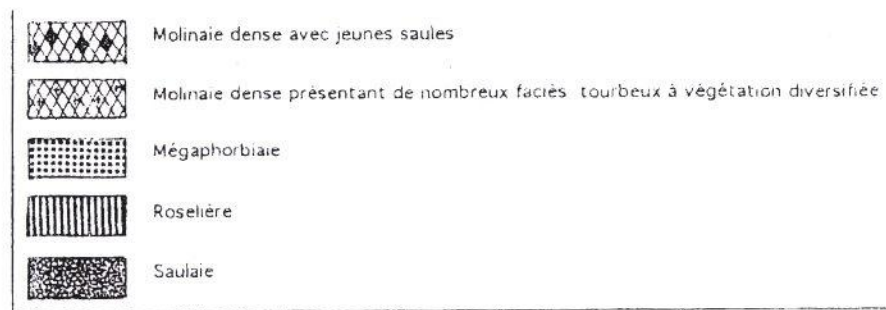 Molinaie dense avec jeunes saules
Molinaie dense présentant de nombreux faciès tourbeux à végétation diversifiée
Mégaphorbiaie
Roselière
Saulaie